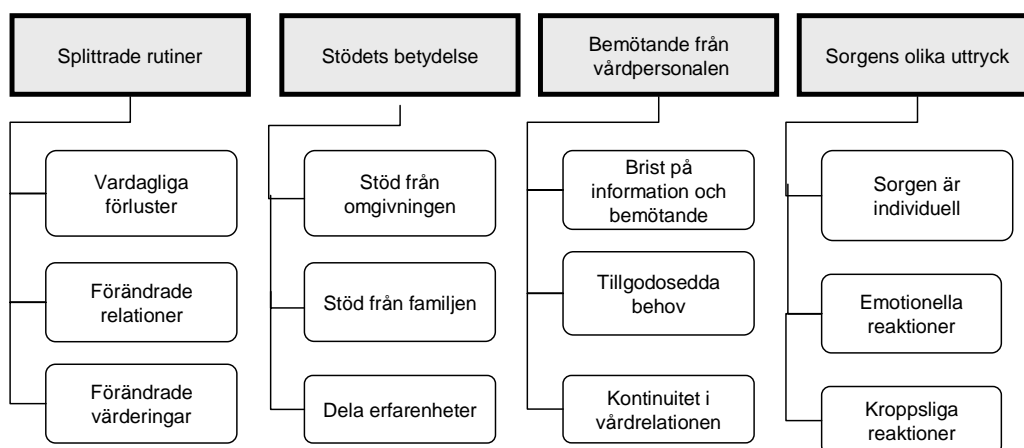 Splittrade rutiner
Vardagliga
förluster
Förändrade
relationer
Förändrade
värderingar
Stödets betydelse
Stöd från
omgivningen
Stöd från familjen
Dela erfarenheter
Bemötande från
vårdpersonalen
Brist på
information och
bemötande
Tillgodosedda
behov
Kontinuitet i
vårdrelationen
Sorgens olika uttryck
Sorgen är
individuell
Emotionella
reaktioner
Kroppsliga
reaktioner